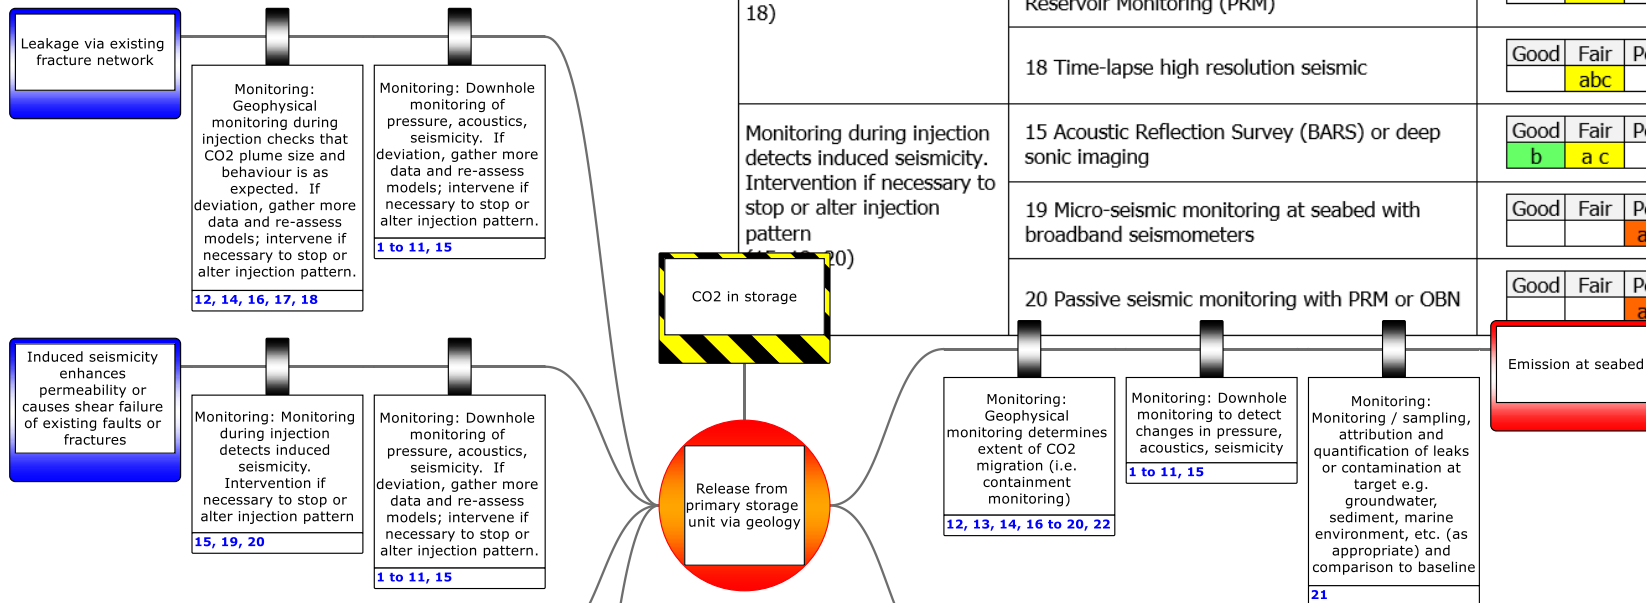 Leakage via existing
fracture network
Monitoring:
Geophysical
monitoring during
injection checks that
CO2 plume size and
behaviour is as
expected. If
deviation, gather more
data and re-assess
models; intervene if
necessary to stop or
alter injection pattern.
12, 14, 16, 17, 18
Monitoring: Downhole
monitoring of
pressure, acoustics,
seismicity. If
deviation, gather more
data and re-assess
models; intervene if
necessary to stop or
alter injection pattern.
1 to 11, 15
Induced seismicity
enhances
permeability or
causes shear failure
of existing faults or
fractures
Monitoring: Monitoring
during injection
detects induced
seismicity.
Intervention if
necessary to stop or
alter injection pattern
15, 19, 20
Monitoring: Downhole
monitoring of
pressure, acoustics,
seismicity. If
deviation, gather more
data and re-assess
models; intervene if
necessary to stop or
alter injection pattern.
1 to 11, 15
18)
Reservoir Monitoring (PRM)
18 Time-lapse high resolution seismic
Good Fair
abc
Monitoring during injection
detects induced seismicity.
Intervention if necessary to
stop or alter injection
pattern
20)
15 Acoustic Reflection Survey (BARS) or deep
sonic imaging
Good Fair
b a c
19 Micro-seismic monitoring at seabed with
broadband seismometers
Good Fair
a
20 Passive seismic monitoring with PRM or OBN
Good Fair
a
CO2 in storage
Release from
primary storage
unit via geology
Monitoring:
Geophysical
monitoring determines
extent of CO2
migration (i.e.
containment
monitoring)
12, 13, 14, 16 to 20, 22
Monitoring: Downhole
monitoring to detect
changes in pressure,
acoustics, seismicity
1 to 11, 15
Monitoring:
Monitoring / sampling,
attribution and
quantification of leaks
or contamination at
target e.g.
groundwater,
sediment, marine
environment, etc. (as
appropriate) and
comparison to baseline
21
Emission at seabed